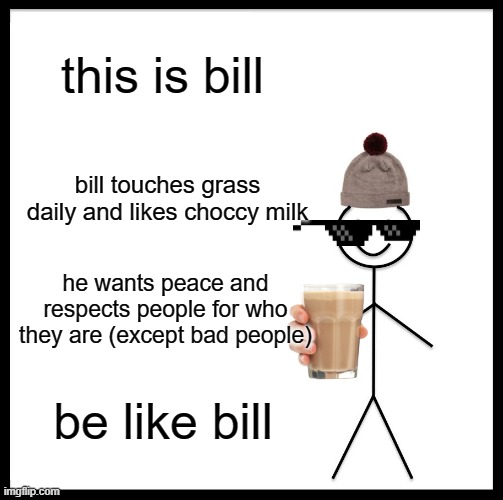 this is bill
bill touches grass
daily and likes choccy milk
he wants peace and
respects people for who
they are (except bad people)
be like bill
imgflip.com